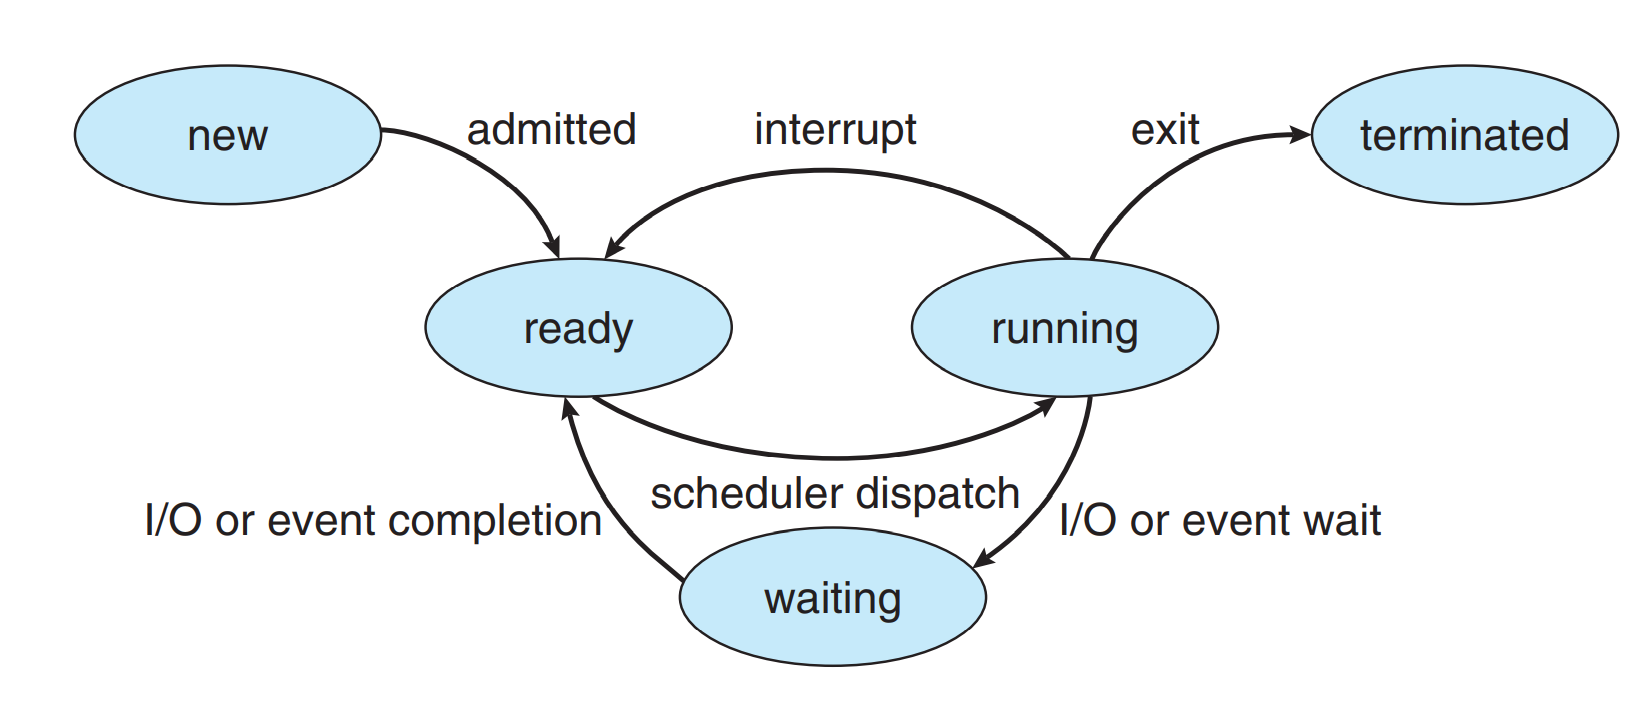 new
admitted
interrupt
exit
terminated
ready
running
scheduler dispatch
I/O or event completion
I/O or event wait
waiting